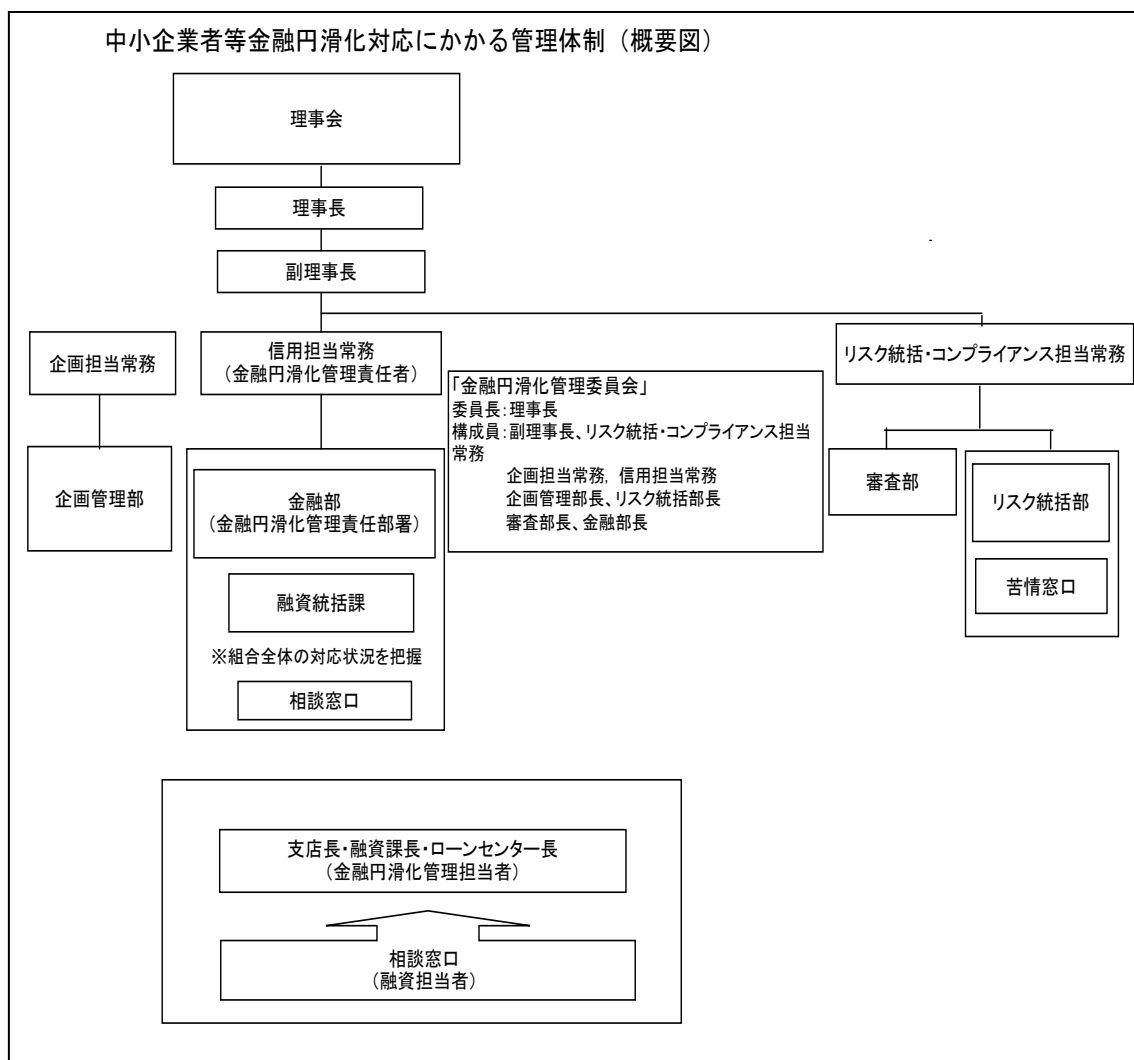 中小企業者等金融円滑化対応にかかる管理体制（概要図）
理事会
理事長
副理事長
企画担当常務
信用担当常務
（金融円滑化管理責任者）
リスク統括・コンプライアンス担当常務
「金融円滑化管理委員会」
委員長：理事長
構成員：副理事長、リスク統括・コンプライアンス担当
常務
企画担当常務，信用担当常務
企画管理部長、リスク統括部長
審査部長、金融部長
企画管理部
金融部
（金融円滑化管理責任部署）
融資統括課
※組合全体の対応状況を把握
相談窓口
審査部
リスク統括部
苦情窓口
支店長・融資課長・ローンセンター長
（金融円滑化管理担当者）
相談窓口
（融資担当者）